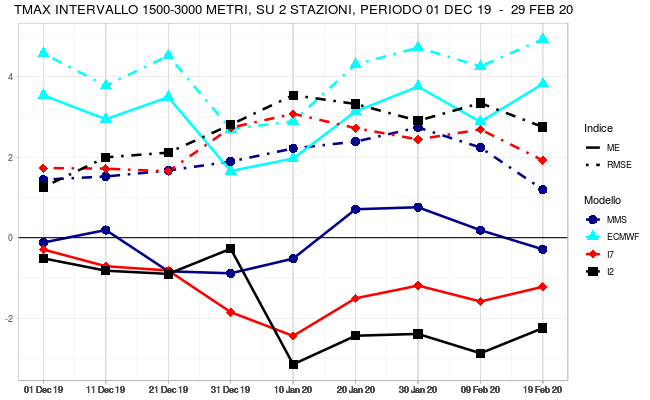 TMAX INTERVALLO 1500-3000 METRI, SU 2 STAZIONI, PERIODO 01 DEC 19 - 29 FEB 20
4
2
0
-2
01 Dec 19 11 Dec 19 21 Dec 19 31 Dec 19 10 Jan 20 20 Jan 20 30 Jan 20 09 Feb 20 19 Feb 20
Indice
ME
RMSE
Modello
MMS
ECMWF
I7
I2